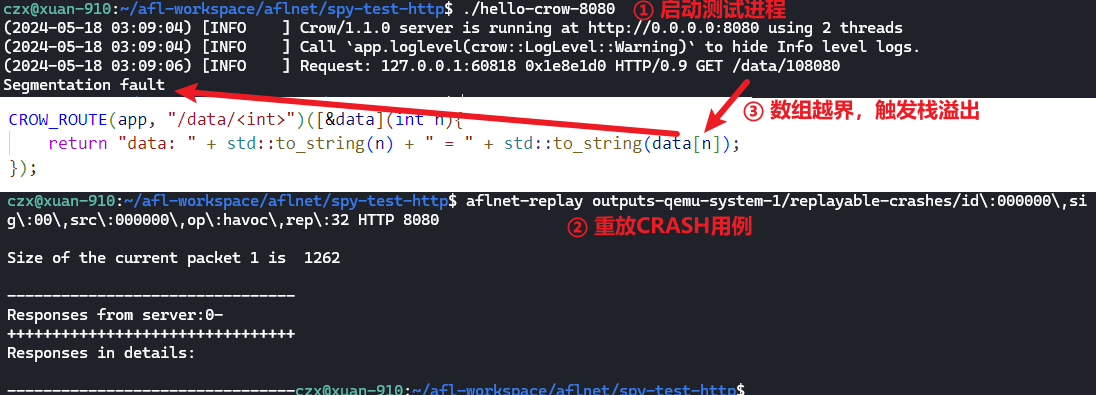 czx@xuan-910:~/afl-workspace/aflnet/spy-test-http$ ./hello-crow-8080 ① 启动测试进程
(2024-05-18 03:09:04) [INFO    ] Crow/1.1.0 server is running at http://0.0.0.0:8080 using 2 threads
(2024-05-18 03:09:04) [INFO    ] Call `app.loglevel(crow::LogLevel::Warning)` to hide Info level logs.
(2024-05-18 03:09:06) [INFO    ] Request: 127.0.0.1:60818 0x1e8e1d0 HTTP/0.9 GET /data/108080
Segmentation fault
③ 数组越界，触发栈溢出
CROW_ROUTE(app, "/data/<int>")([&data](int n){
    return "data: " + std::to_string(n) + " = " + std::to_string(data[n]);
});
czx@xuan-910:~/afl-workspace/aflnet/spy-test-http$ aflnet-replay outputs-qemu-system-1/replayable-crashes/id\:000000\,si
g\:00\,src\:000000\,op\:havoc\,rep\:32 HTTP 8080
② 重放CRASH用例
Size of the current packet 1 is  1262
--------------------------------
Responses from server:0-
++++++++++++++++++++++++++++++++
Responses in details:
--------------------------------czx@xuan-910:~/afl-workspace/aflnet/spy-test-http$